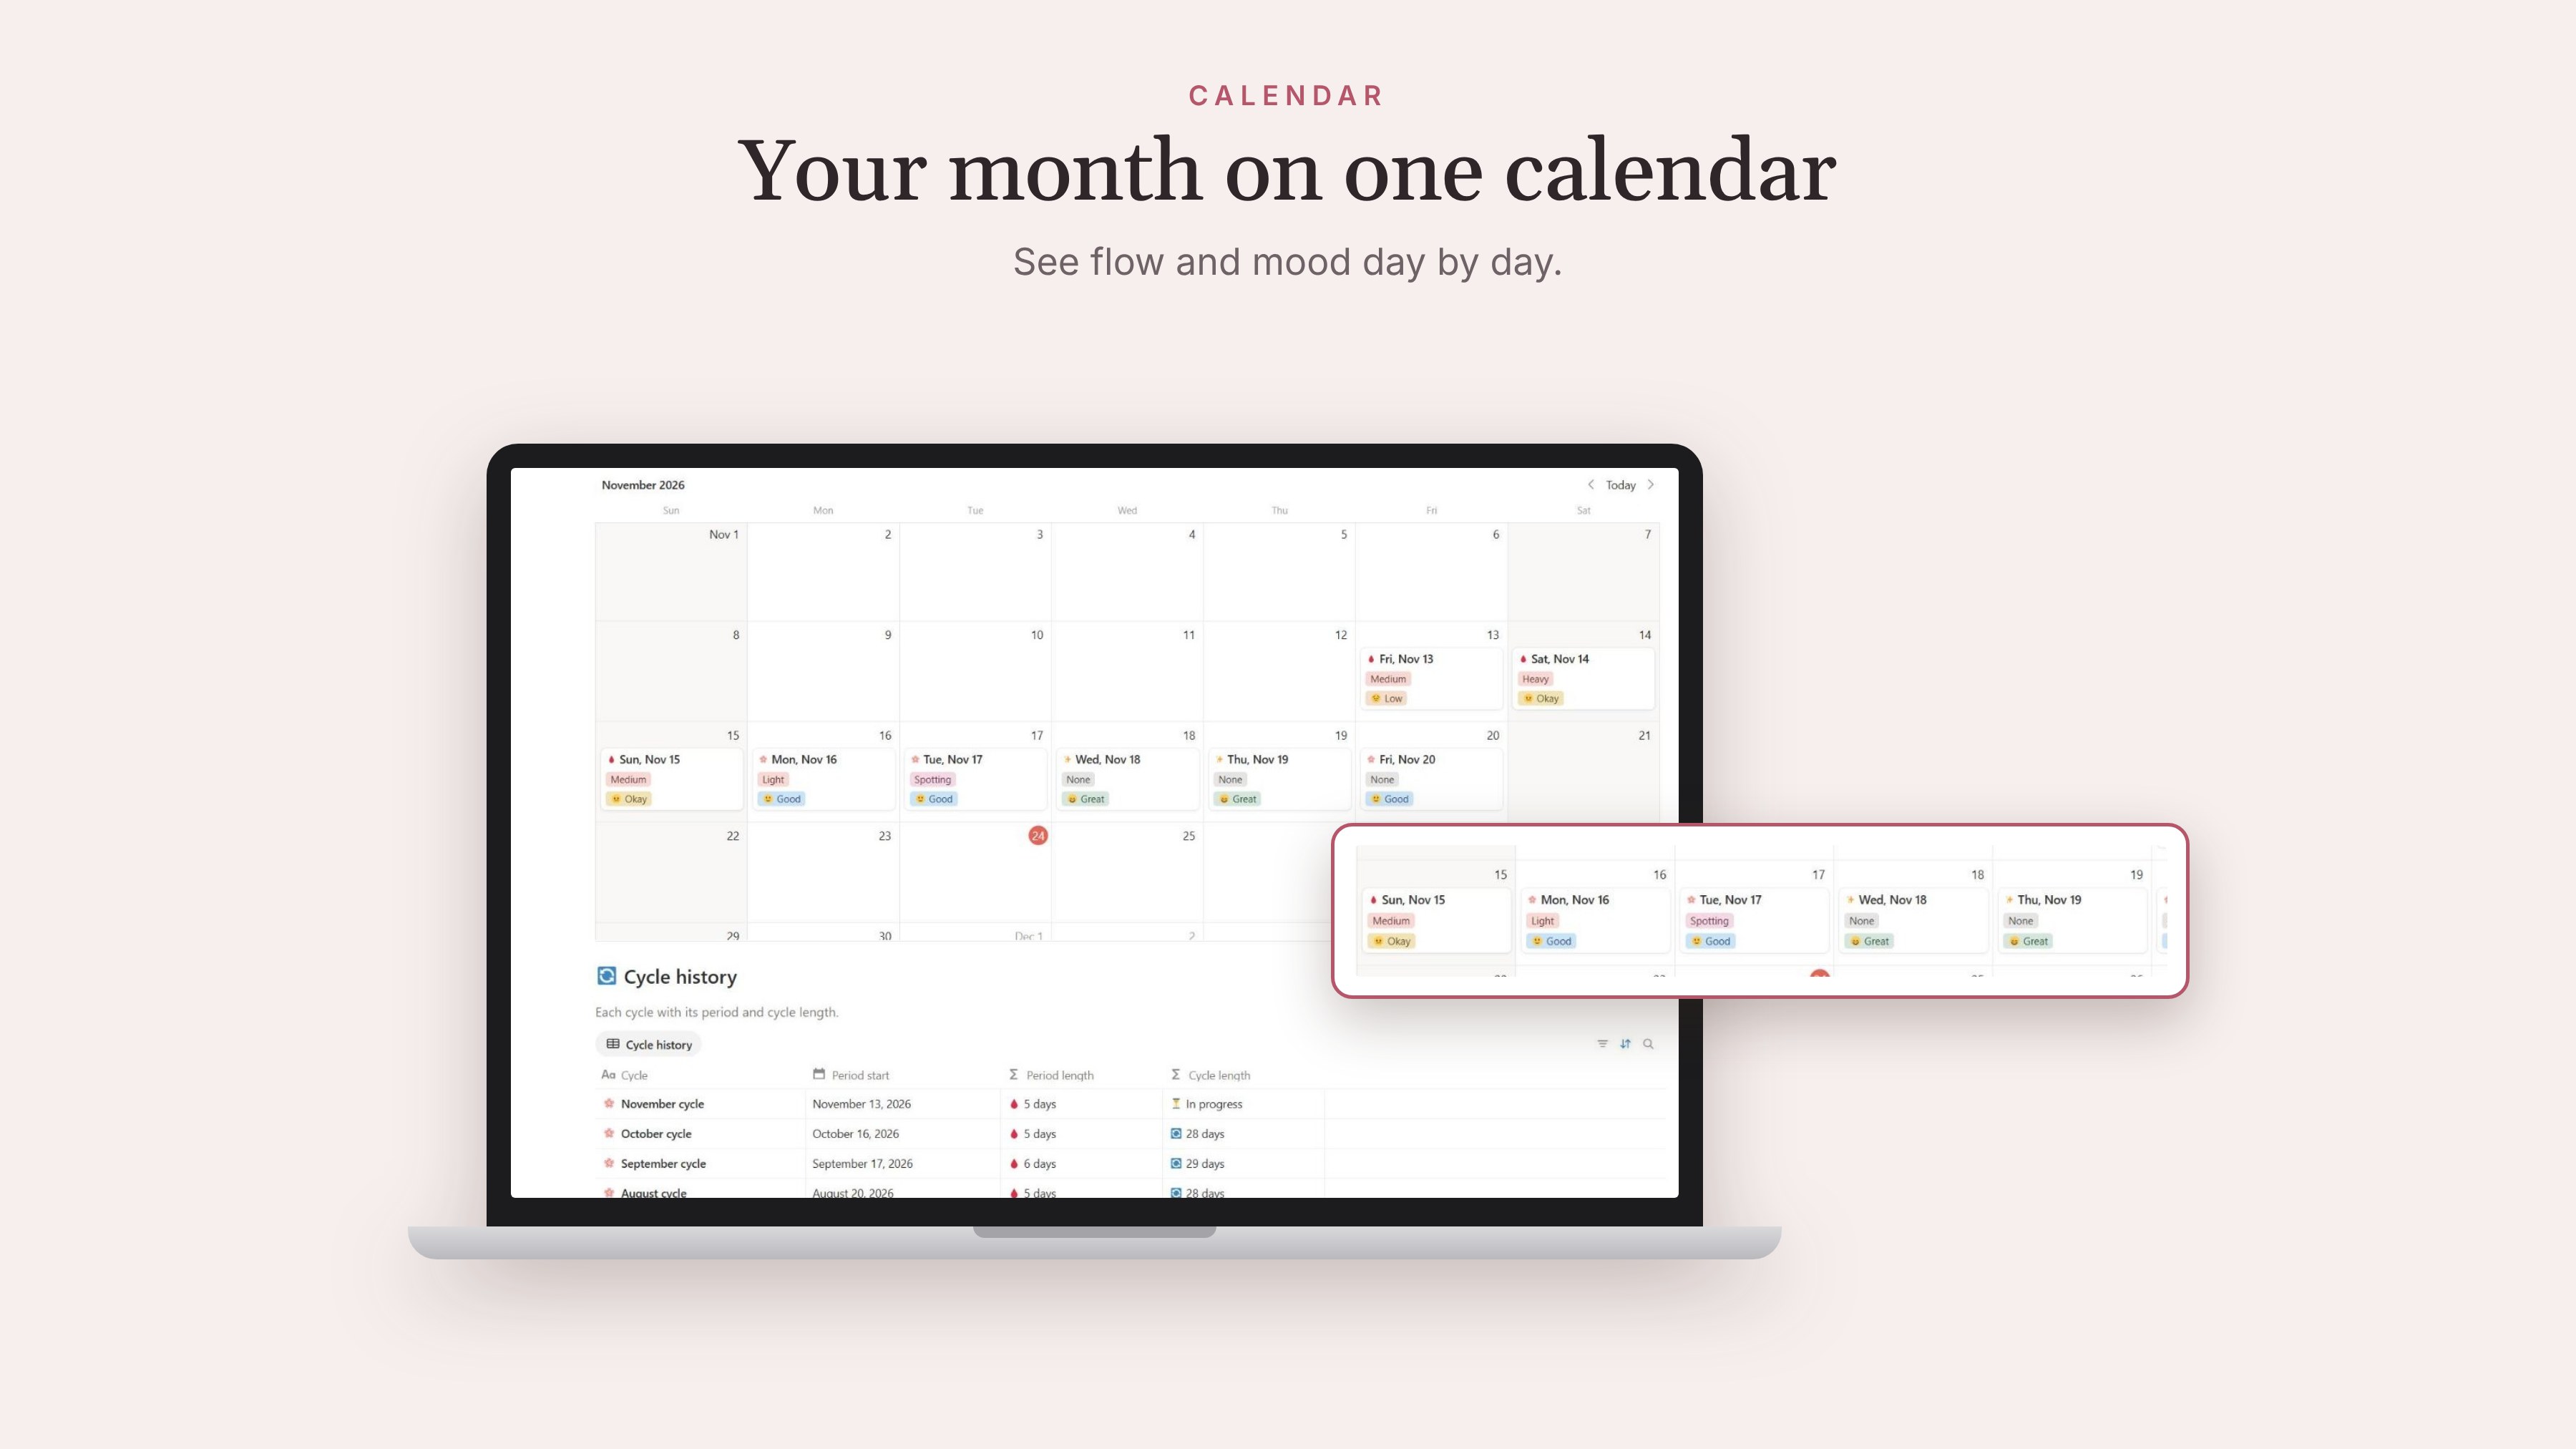 CALENDAR
Your month on one calendar
See flow and mood day by day.
November 2026
Today
Sun Mon Tue Wed Thu Fri Sat
Nov 1 2 3 4 5 6 7
8 9 10 11 12 13 14
Fri, Nov 13 Sat, Nov 14
Medium Heavy
Low Okay
15 16 17 18 19 20 21
Sun, Nov 15 Mon, Nov 16 Tue, Nov 17 Wed, Nov 18 Thu, Nov 19 Fri, Nov 20
Medium Light Spotting None None None
Okay Good Good Great Great Good
22 23 24 25
29 30 Dec 1 2
15 16 17 18 19
Sun, Nov 15 Mon, Nov 16 Tue, Nov 17 Wed, Nov 18 Thu, Nov 19
Medium Light Spotting None None
Okay Good Good Great Great
Cycle history
Each cycle with its period and cycle length.
Cycle history
Aa Cycle Period start Σ Period length Σ Cycle length
November cycle November 13, 2026 5 days In progress
October cycle October 16, 2026 5 days 28 days
September cycle September 17, 2026 6 days 29 days
August cycle August 20, 2026 5 days 28 days